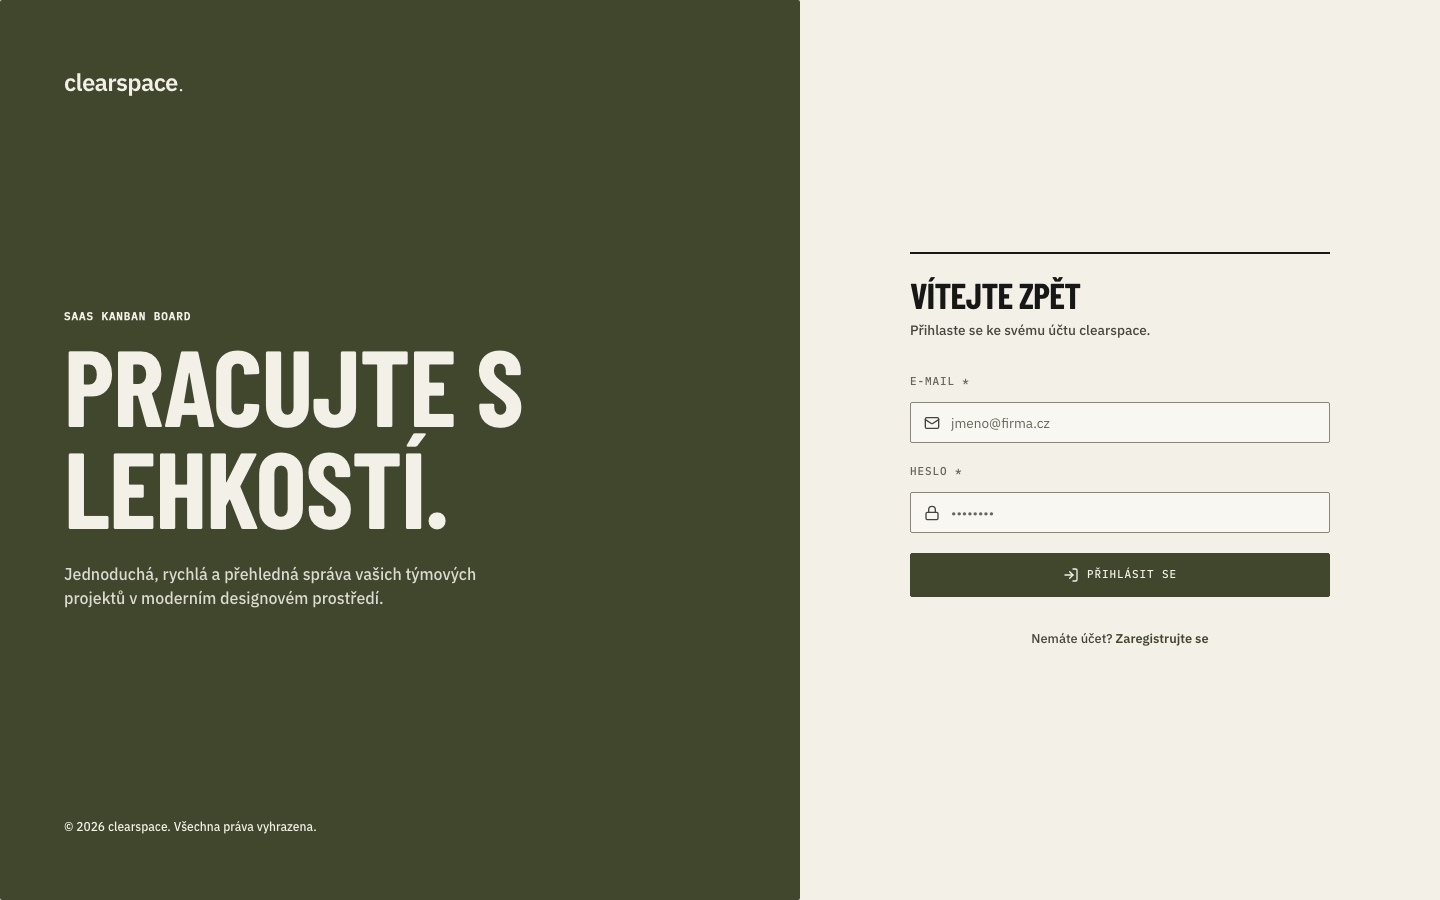 clearspace.
SAAS KANBAN BOARD
PRACUJTE S
LEHKOSTÍ.
Jednoduchá, rychlá a přehledná správa vašich týmových
projektů v moderním designovém prostředí.
© 2026 clearspace. Všechna práva vyhrazena.
VÍTEJTE ZPĚT
Přihlaste se ke svému účtu clearspace.
E-MAIL *
jmeno@firma.cz
HESLO *
••••••••
PŘIHLÁSIT SE
Nemáte účet? Zaregistrujte se